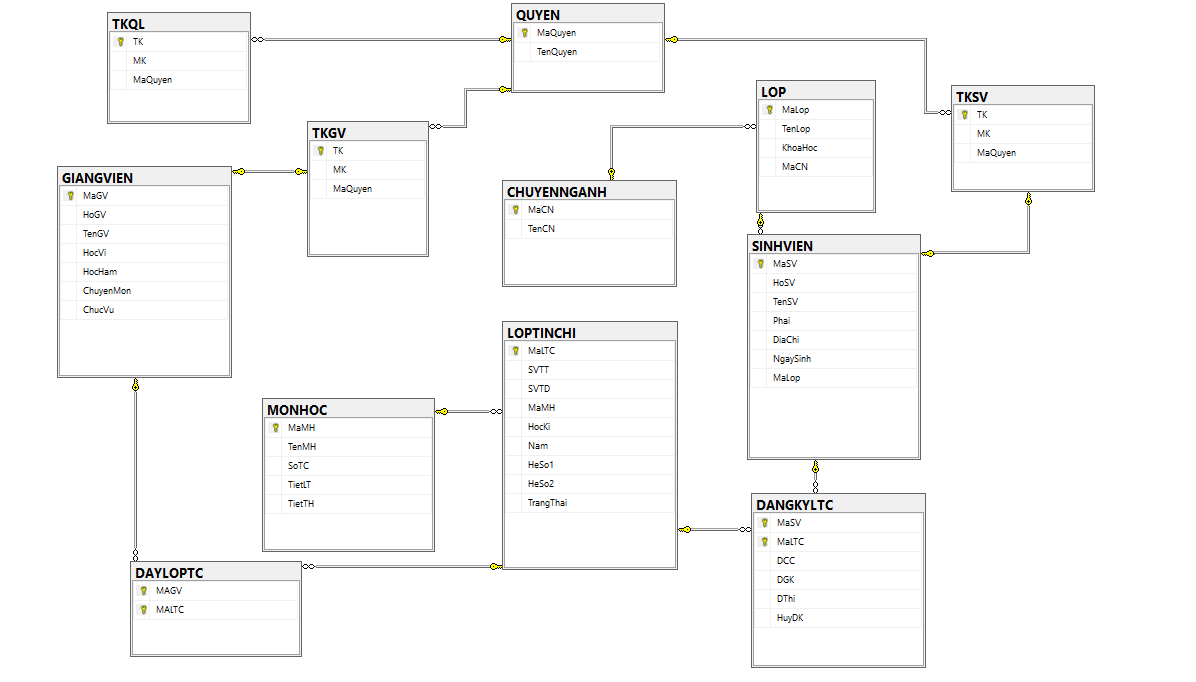 TKQL
TK
MK
MaQuyen
QUYEN
MaQuyen
TenQuyen
LOP
MaLop
TenLop
KhoaHoc
MaCN
TKSV
TK
MK
MaQuyen
TKGV
TK
MK
MaQuyen
GIANGVIEN
MaGV
HoGV
TenGV
HocVi
HocHam
ChuyenMon
ChucVu
CHUYENNGANH
MaCN
TenCN
SINHVIEN
MaSV
HoSV
TenSV
Phai
DiaChi
NgaySinh
MaLop
LOPTINCHI
MaLTC
SVTT
SVTD
MaMH
HocKi
Nam
HeSo1
HeSo2
TrangThai
MONHOC
MaMH
TenMH
SoTC
TietLT
TietTH
DANGKYLTC
MaSV
MaLTC
DCC
DGK
DThi
HuyDK
DAYLOPTC
MAGV
MALTC